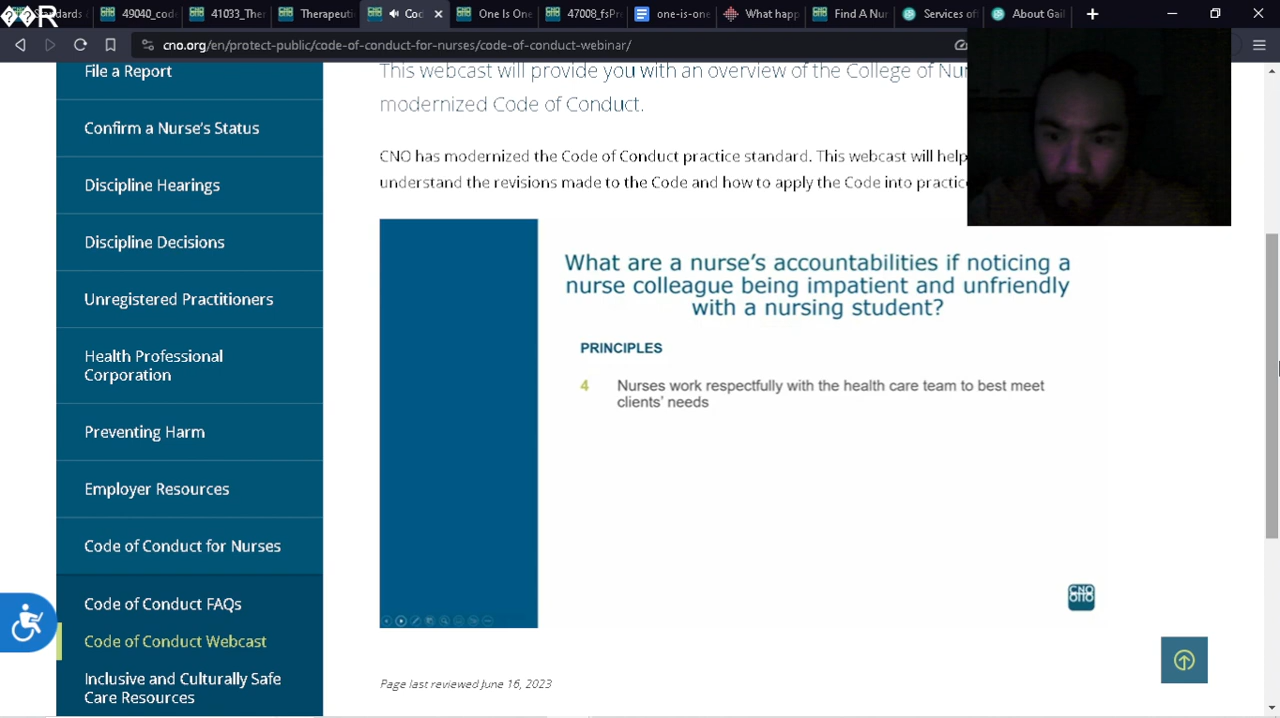 ��R
Standards
49040_cod
41033_The
Therapeuti
Cod
One Is One
47008_fsPr
one-is-one
What happ
Find A Nur
Services of
About Gail
cno.org/en/protect-public/code-of-conduct-for-nurses/code-of-conduct-webinar/
File a Report
Confirm a Nurse's Status
Discipline Hearings
Discipline Decisions
Unregistered Practitioners
Health Professional
Corporation
Preventing Harm
Employer Resources
Code of Conduct for Nurses
Code of Conduct FAQs
Code of Conduct Webcast
Inclusive and Culturally Safe
Care Resources
This webcast will provide you with an overview of the College of Nu
modernized Code of Conduct.
CNO has modernized the Code of Conduct practice standard. This webcast will help
understand the revisions made to the Code and how to apply the Code into practic
What are a nurse's accountabilities if noticing a
nurse colleague being impatient and unfriendly
with a nursing student?
PRINCIPLES
4 Nurses work respectfully with the health care team to best meet
clients' needs
CNO
OIIO
Page last reviewed June 16, 2023